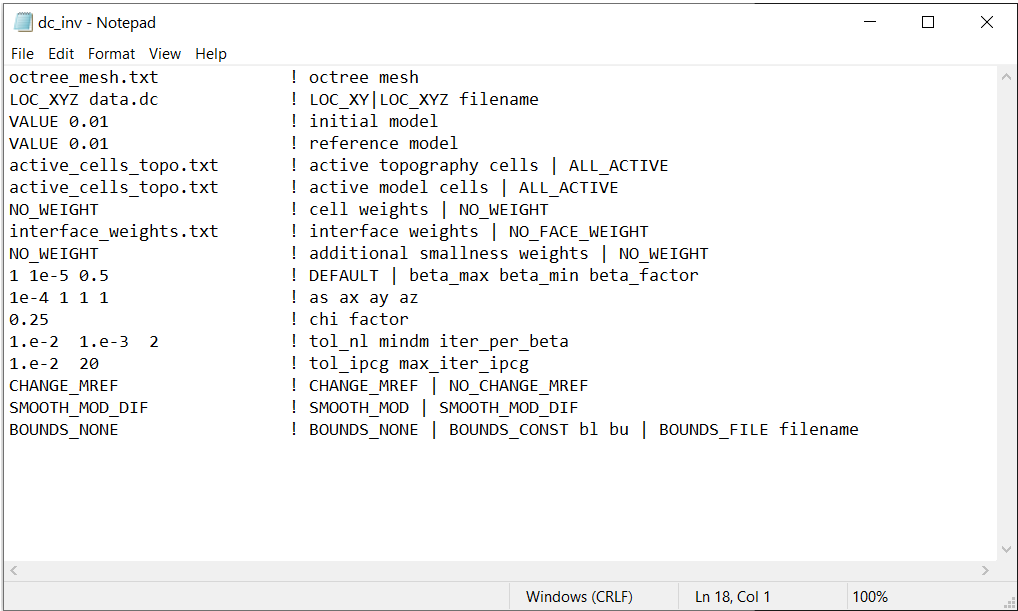 dc_inv - Notepad
File Edit Format View Help
octree_mesh.txt ! octree mesh
LOC_XYZ data.dc ! LOC_XY|LOC_XYZ filename
VALUE 0.01 ! initial model
VALUE 0.01 ! reference model
active_cells_topo.txt ! active topography cells | ALL_ACTIVE
active_cells_topo.txt ! active model cells | ALL_ACTIVE
NO_WEIGHT ! cell weights | NO_WEIGHT
interface_weights.txt ! interface weights | NO_FACE_WEIGHT
NO_WEIGHT ! additional smallness weights | NO_WEIGHT
1 1e-5 0.5 ! DEFAULT | beta_max beta_min beta_factor
1e-4 1 1 1 ! as ax ay az
0.25 ! chi factor
1.e-2 1.e-3 2 ! tol_nl mindm iter_per_beta
1.e-2 20 ! tol_ipcg max_iter_ipcg
CHANGE_MREF ! CHANGE_MREF | NO_CHANGE_MREF
SMOOTH_MOD_DIF ! SMOOTH_MOD | SMOOTH_MOD_DIF
BOUNDS_NONE ! BOUNDS_NONE | BOUNDS_CONST bl bu | BOUNDS_FILE filename
Windows (CRLF) Ln 18, Col 1 100%